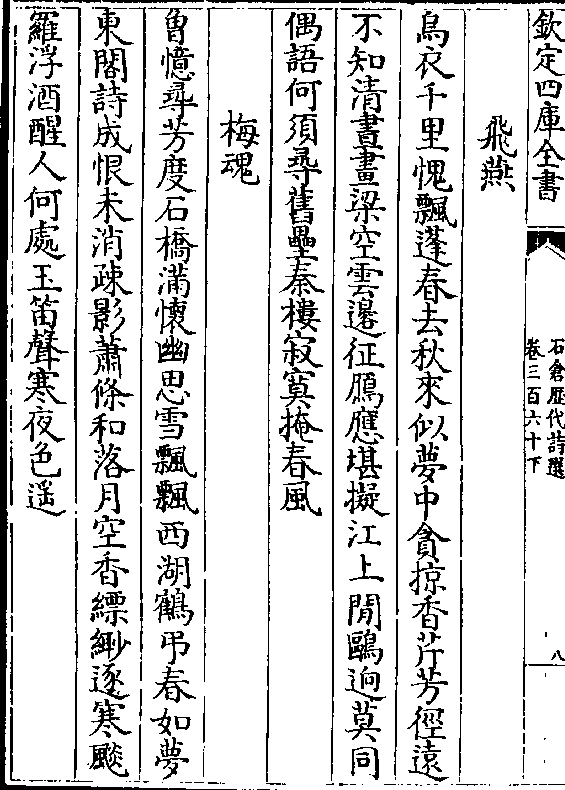 欽定四庫全書
石倉歷代詩選
卷三百六十下
八
飛燕
烏衣千里愧飄蓬春去秋來似夢中貪掠香芹芳徑遠
不知清晝畫梁空雲邊征鴈應堪擬江上閒鷗逈莫同
偶語何須尋舊壘秦樓寂寞掩春風
梅魂
曾憶尋芳度石橋滿懷幽思雪飄飄西湖鶴弔春如夢
東閣詩成恨未消疎影蕭條和落月空香縹緲逐寒飈
羅浮酒醒人何處玉笛聲寒夜色遥